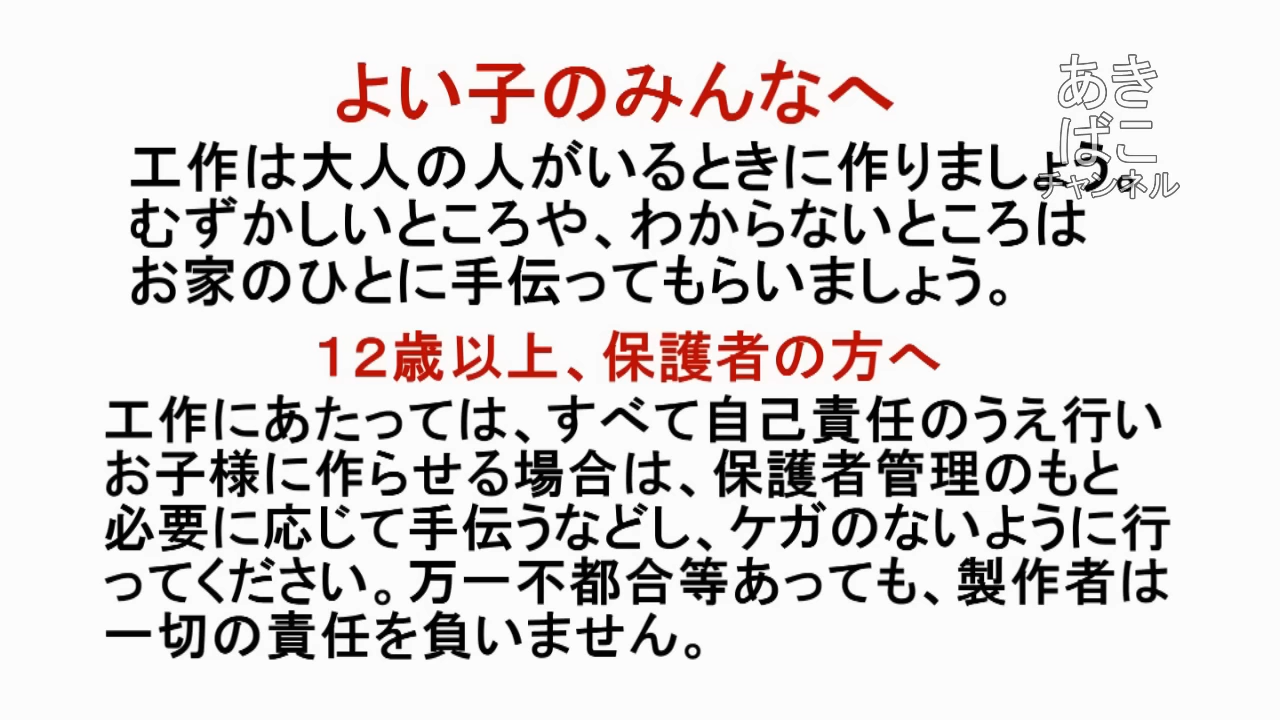 よい子のみんなへ
あき
ばこ
チャンネル
工作は大人の人がいるときに作りましょう。
むずかしいところや、わからないところは
お家のひとに手伝ってもらいましょう。
１２歳以上、保護者の方へ
工作にあたっては、すべて自己責任のうえ行い
お子様に作らせる場合は、保護者管理のもと
必要に応じて手伝うなどし、ケガのないように行
ってください。万一不都合等あっても、製作者は
一切の責任を負いません。